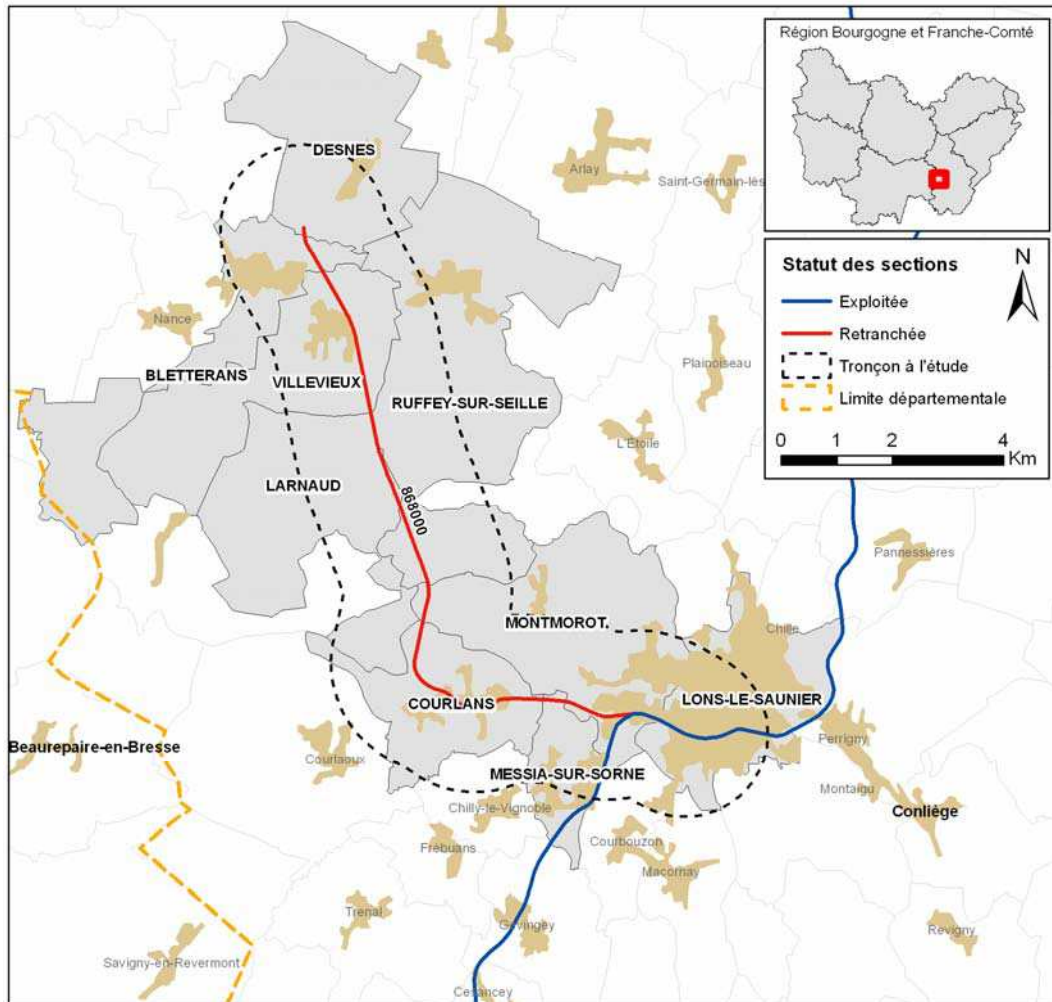 Région Bourgogne et Franche-Comté
Statut des sections
N
Exploitée
Retranchée
Tronçon à l'étude
Limite départementale
0 1 2 4
Km
DESNES
Arlay
Saint-Germain-lès
Nance
Plainoiseau
BLETTERANS
VILLEVIEUX
RUFFEY-SUR-SEILLE
L'Étoile
LARNAUD
868000
Pannessières
MONTMOROT
Chille
COURLANS
LONS-LE-SAUNIER
Beaurepaire-en-Bresse
Courlaoux
Perrigny
MESSIA-SUR-SORNE
Montaigu
Chilly-le-Vignoble
Conliège
Frébuans
Courbouzon
Macornay
Trenal
Gevingey
Revigny
Savigny-en-Revermont
Cesancey